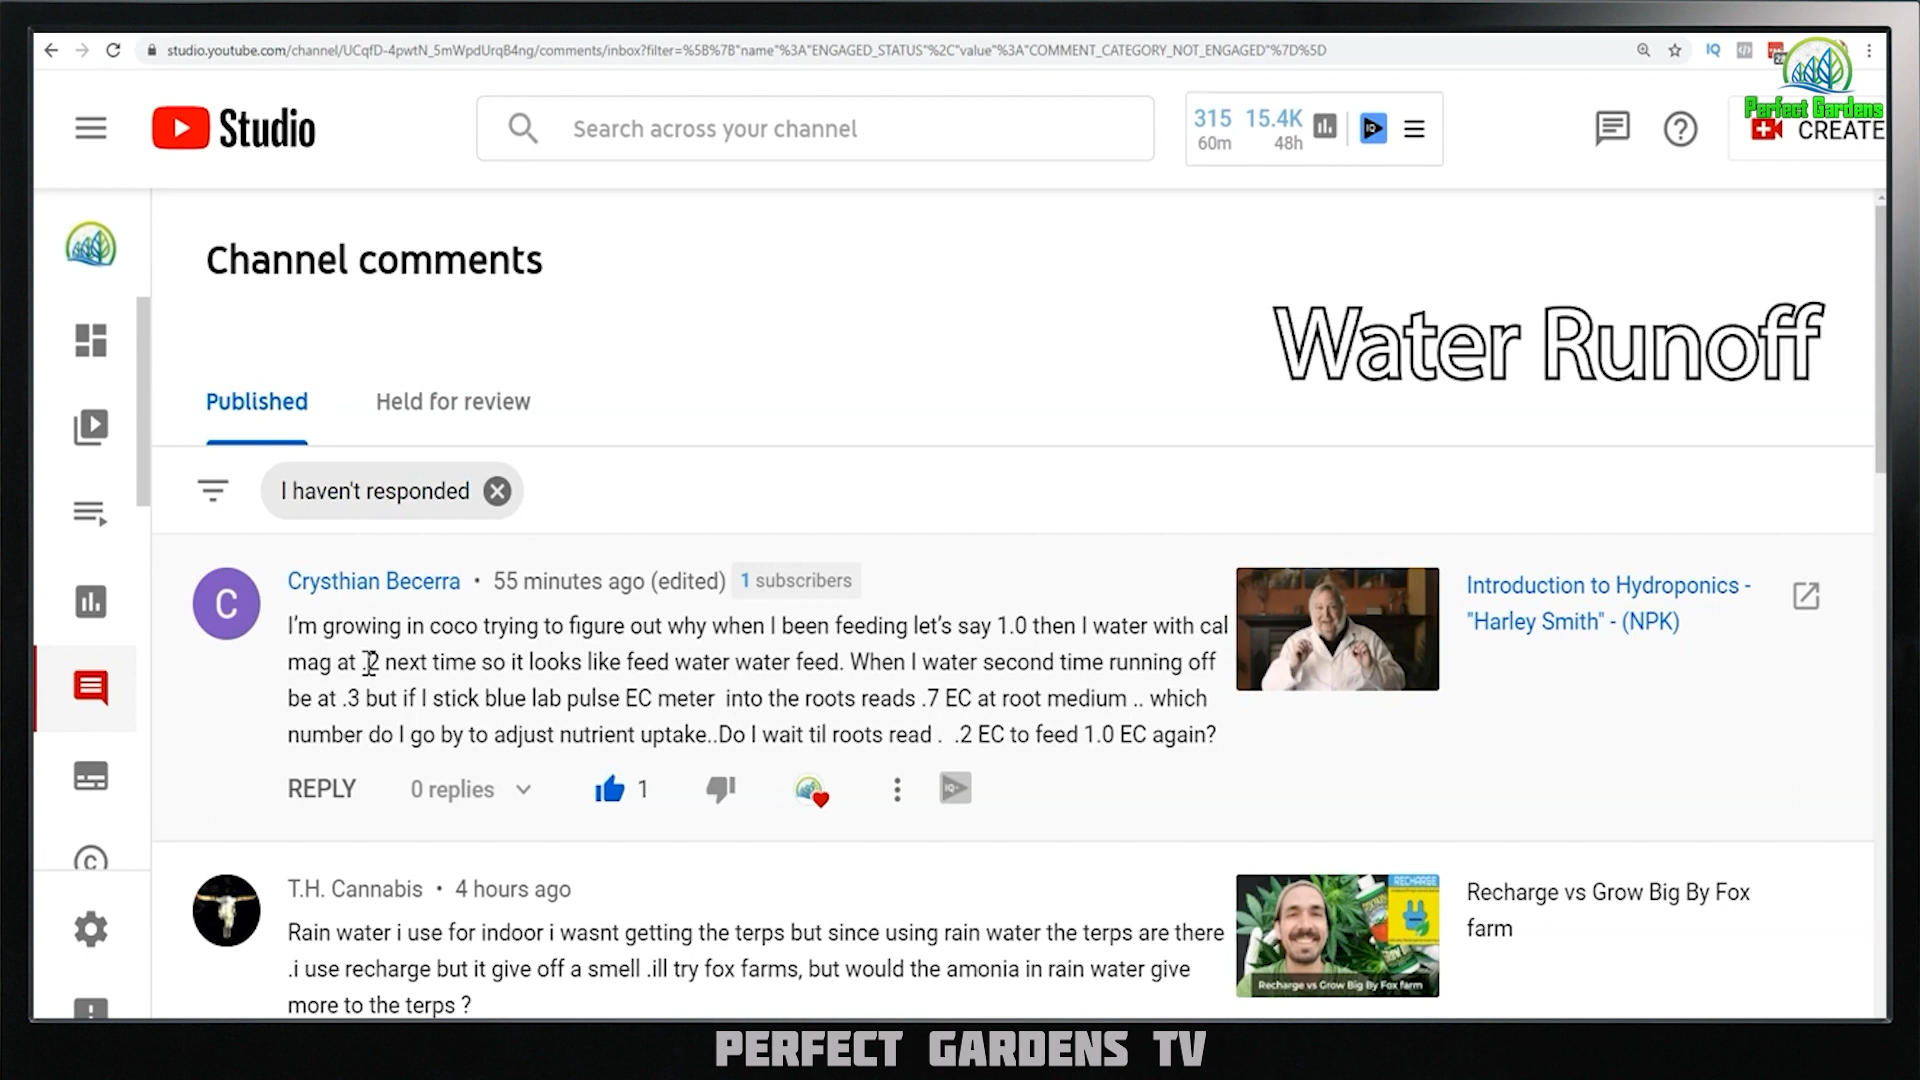 studio.youtube.com/channel/UCqfD-4pwtN_5mWpdUrqB4ng/comments/inbox?filter=%5B%7B"name"%3A"ENGAGED_STATUS"%2C"value"%3A"COMMENT_CATEGORY_NOT_ENGAGED"%7D%5D
IQ
Perfect Gardens
Studio
Search across your channel
315 15.4K
60m 48h
CREATE
Channel comments
Water Runoff
Published Held for review
I haven't responded
C
Crysthian Becerra • 55 minutes ago (edited) 1 subscribers
I'm growing in coco trying to figure out why when I been feeding let's say 1.0 then I water with cal
mag at .2 next time so it looks like feed water water feed. When I water second time running off
be at .3 but if I stick blue lab pulse EC meter into the roots reads .7 EC at root medium .. which
number do I go by to adjust nutrient uptake..Do I wait til roots read . .2 EC to feed 1.0 EC again?
Introduction to Hydroponics -
"Harley Smith" - (NPK)
REPLY 0 replies 1
T.H. Cannabis • 4 hours ago
Rain water i use for indoor i wasnt getting the terps but since using rain water the terps are there
.i use recharge but it give off a smell .ill try fox farms, but would the amonia in rain water give
more to the terps ?
RECHARGE
Recharge vs Grow Big By Fox farm
Recharge vs Grow Big By Fox
farm
PERFECT GARDENS TV